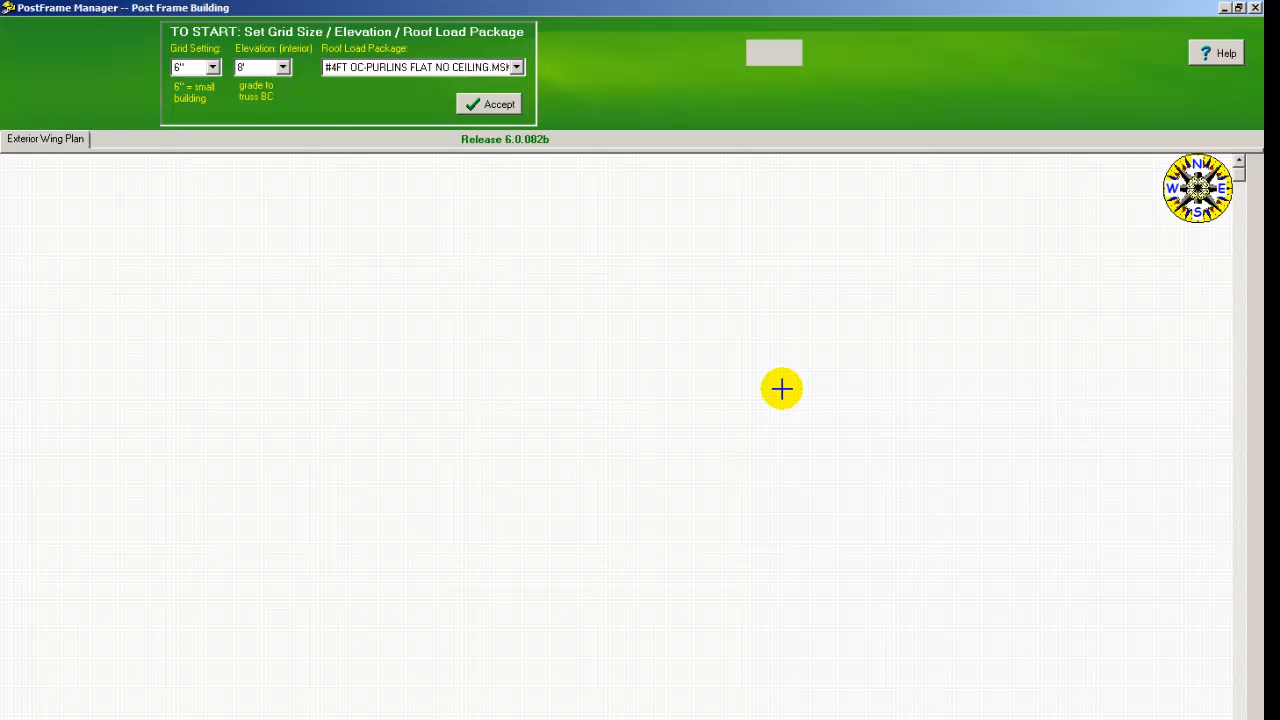 PostFrame Manager -- Post Frame Building
TO START: Set Grid Size / Elevation / Roof Load Package
Grid Setting: Elevation: (interior) Roof Load Package:
6" 8' #4FT OC-PURLINS FLAT NO CEILING.MSK
6" = small building
grade to truss BC
Accept
Help
Exterior Wing Plan
Release 6.0.082b
N
W E
S